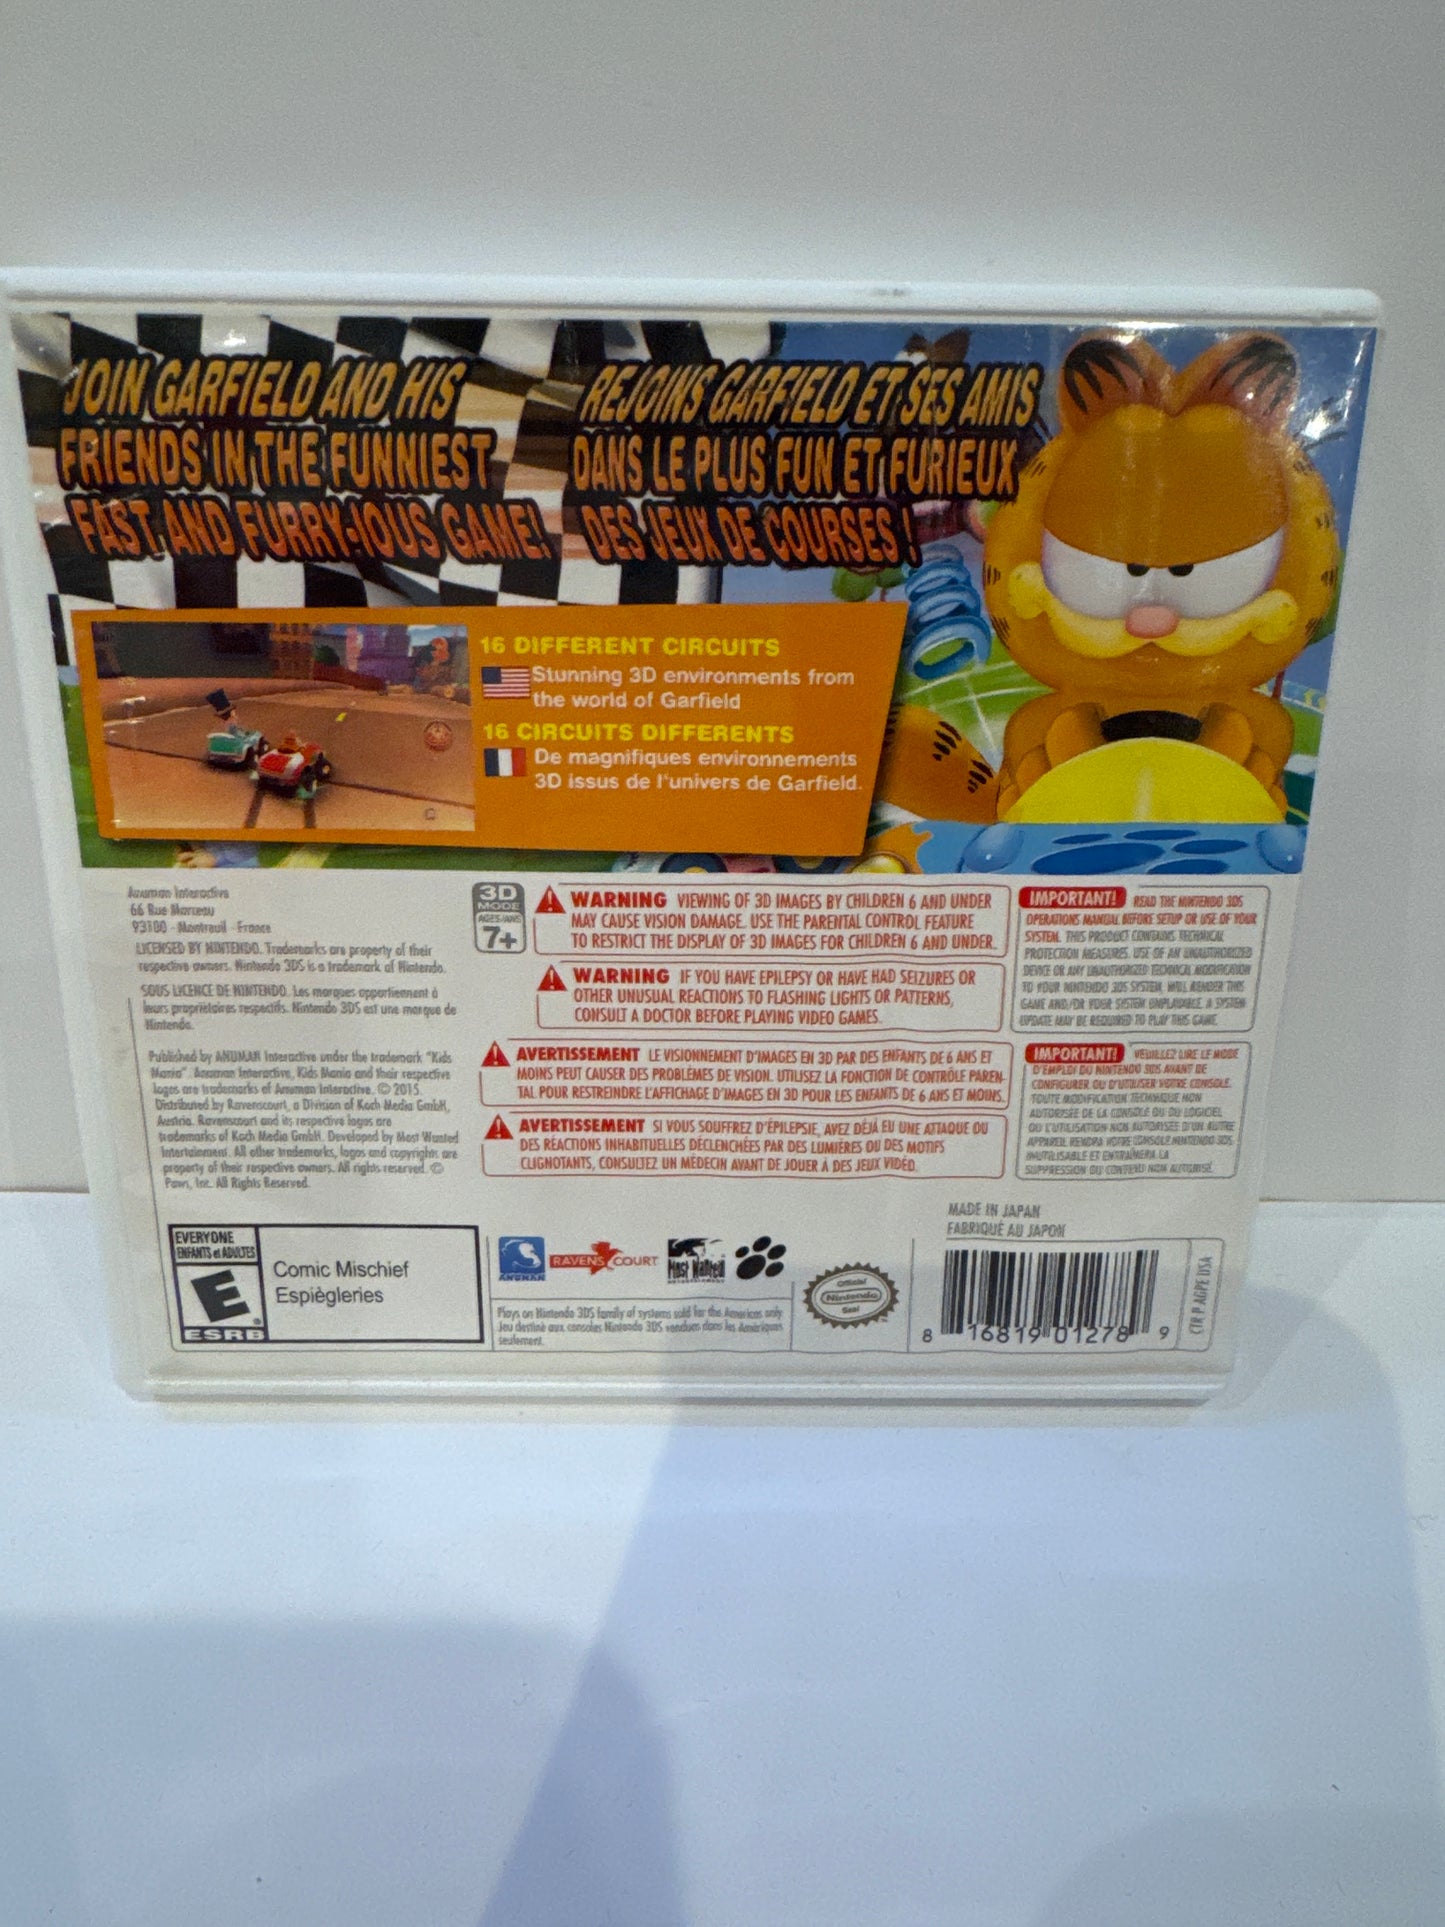 JOIN GARFIELD AND HIS
FRIENDS IN THE FUNNIEST
FAST AND FURRY-IOUS GAME!
REJOINS GARFIELD ET SES AMIS
DANS LE PLUS FUN ET FURIEUX
DES JEUX DE COURSES !
16 DIFFERENT CIRCUITS
Stunning 3D environments from
the world of Garfield
16 CIRCUITS DIFFERENTS
De magnifiques environnements
3D issus de l'univers de Garfield.
Anuman Interactive
66 Rue Marceau
93100 - Montreuil - France
LICENSED BY NINTENDO. Trademarks are property of their
respective owners. Nintendo 3DS is a trademark of Nintendo.
SOUS LICENCE DE NINTENDO. Les marques appartiennent à
leurs propriétaires respectifs. Nintendo 3DS est une marque de
Nintendo.
Published by ANUMAN Interactive under the trademark "Kids
Mania". Anuman Interactive, Kids Mania and their respective
logos are trademarks of Anuman Interactive. © 2015.
Distributed by Ravenscourt, a Division of Koch Media GmbH,
Austria. Ravenscourt and its respective logos are
trademarks of Koch Media GmbH. Developed by Most Wanted
Intertainment. All other trademarks, logos and copyrights are
property of their respective owners. All rights reserved. ©
Paws, Inc. All Rights Reserved.
3D
MODE
AGES/ANS
7+
WARNING VIEWING OF 3D IMAGES BY CHILDREN 6 AND UNDER
MAY CAUSE VISION DAMAGE. USE THE PARENTAL CONTROL FEATURE
TO RESTRICT THE DISPLAY OF 3D IMAGES FOR CHILDREN 6 AND UNDER.
WARNING IF YOU HAVE EPILEPSY OR HAVE HAD SEIZURES OR
OTHER UNUSUAL REACTIONS TO FLASHING LIGHTS OR PATTERNS,
CONSULT A DOCTOR BEFORE PLAYING VIDEO GAMES.
AVERTISSEMENT LE VISIONNEMENT D'IMAGES EN 3D PAR DES ENFANTS DE 6 ANS ET
MOINS PEUT CAUSER DES PROBLÈMES DE VISION. UTILISEZ LA FONCTION DE CONTRÔLE PAREN-
TAL POUR RESTREINDRE L'AFFICHAGE D'IMAGES EN 3D POUR LES ENFANTS DE 6 ANS ET MOINS.
AVERTISSEMENT SI VOUS SOUFFREZ D'ÉPILEPSIE, AVEZ DÉJÀ EU UNE ATTAQUE OU
DES RÉACTIONS INHABITUELLES DÉCLENCHÉES PAR DES LUMIÈRES OU DES MOTIFS
CLIGNOTANTS, CONSULTEZ UN MÉDECIN AVANT DE JOUER À DES JEUX VIDÉO.
IMPORTANT! READ THE NINTENDO 3DS
OPERATIONS MANUAL BEFORE SETUP OR USE OF YOUR
SYSTEM. THIS PRODUCT CONTAINS TECHNICAL
PROTECTION MEASURES. USE OF AN UNAUTHORIZED
DEVICE OR ANY UNAUTHORIZED TECHNICAL MODIFICATION
TO YOUR NINTENDO 3DS SYSTEM, WILL RENDER THIS
GAME AND/OR YOUR SYSTEM UNPLAYABLE. A SYSTEM
UPDATE MAY BE REQUIRED TO PLAY THIS GAME.
IMPORTANT! VEUILLEZ LIRE LE MODE
D'EMPLOI DU NINTENDO 3DS AVANT DE
CONFIGURER OU D'UTILISER VOTRE CONSOLE.
TOUTE MODIFICATION TECHNIQUE NON
AUTORISÉE DE LA CONSOLE OU DU LOGICIEL
OU L'UTILISATION NON AUTORISÉE D'UN AUTRE
APPAREIL RENDRA VOTRE CONSOLE NINTENDO 3DS
INUTILISABLE ET ENTRAÎNERA LA
SUPPRESSION DU CONTENU NON AUTORISÉ.
EVERYONE
ENFANTS et ADULTES
E
ESRB
Comic Mischief
Espiègleries
ANUMAN
RAVENSCOURT
Most Wanted
Plays on Nintendo 3DS family of systems sold for the Americas only
Jeu destiné aux consoles Nintendo 3DS vendues dans les Amériques
seulement.
Official
Nintendo
Seal
MADE IN JAPAN
FABRIQUÉ AU JAPON
8 16819 01278 9
CTR P AGPE USA